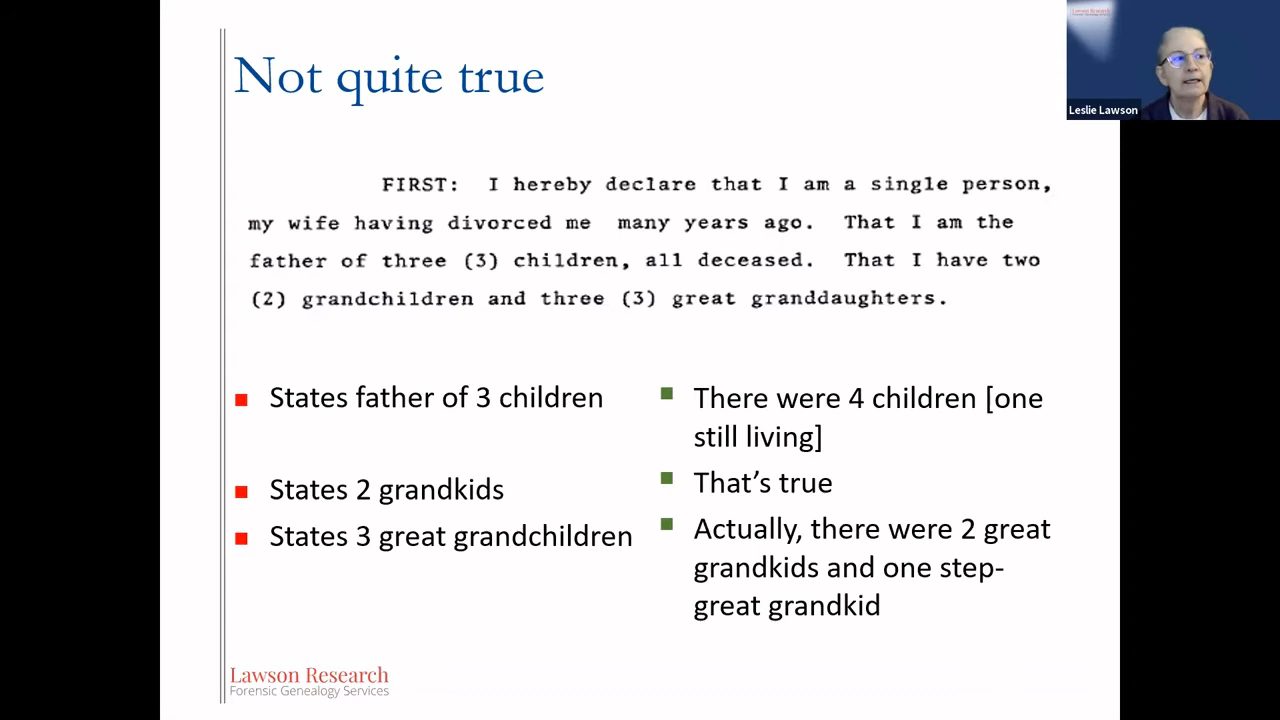 Not quite true
FIRST: I hereby declare that I am a single person,
my wife having divorced me many years ago. That I am the
father of three (3) children, all deceased. That I have two
(2) grandchildren and three (3) great granddaughters.
States father of 3 children
States 2 grandkids
States 3 great grandchildren
There were 4 children [one
still living]
That's true
Actually, there were 2 great
grandkids and one step-
great grandkid
Lawson Research
Forensic Genealogy Services
Lawson Research
Leslie Lawson